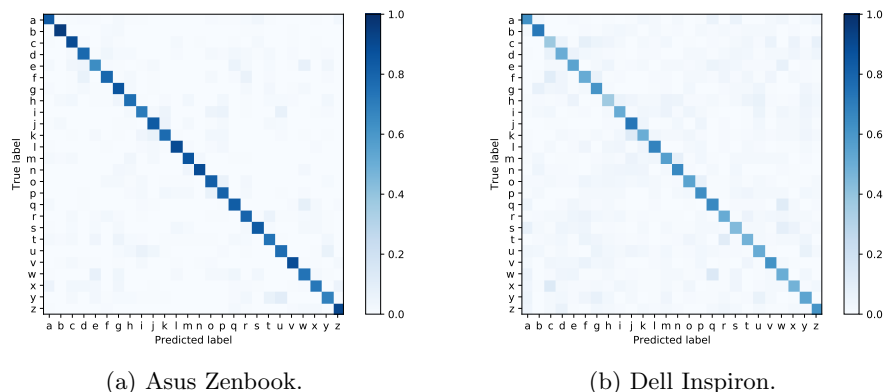 a
b
c
d
e
f
g
h
i
j
k
l
m
n
o
p
q
r
s
t
u
v
w
x
y
z
True label
a b c d e f g h i j k l m n o p q r s t u v w x y z
Predicted label
1.0
0.8
0.6
0.4
0.2
0.0
(a) Asus Zenbook.
a
b
c
d
e
f
g
h
i
j
k
l
m
n
o
p
q
r
s
t
u
v
w
x
y
z
True label
a b c d e f g h i j k l m n o p q r s t u v w x y z
Predicted label
1.0
0.8
0.6
0.4
0.2
0.0
(b) Dell Inspiron.